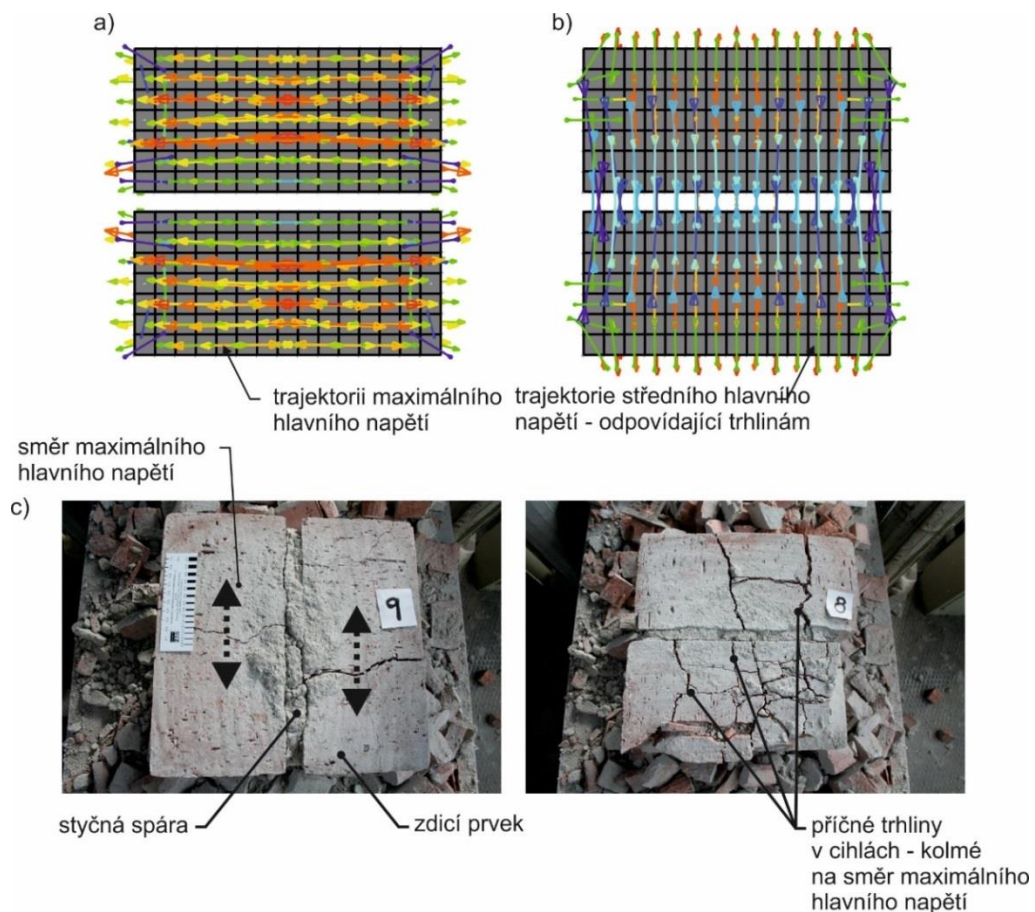 a)
b)
trajektorii maximálního
hlavního napětí
trajektorie středního hlavního
napětí - odpovídající trhlinám
směr maximálního
hlavního napětí
c)
9
8
styčná spára
zdicí prvek
příčné trhliny
v cihlách - kolmé
na směr maximálního
hlavního napětí